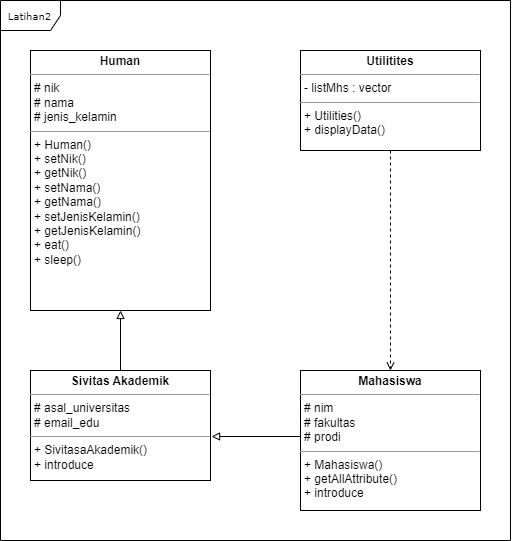 Latihan2
Human
# nik
# nama
# jenis_kelamin
+ Human()
+ setNik()
+ getNik()
+ setNama()
+ getNama()
+ setJenisKelamin()
+ getJenisKelamin()
+ eat()
+ sleep()
Utilitites
- listMhs : vector
+ Utilities()
+ displayData()
Sivitas Akademik
# asal_universitas
# email_edu
+ SivitasaAkademik()
+ introduce
Mahasiswa
# nim
# fakultas
# prodi
+ Mahasiswa()
+ getAllAttribute()
+ introduce